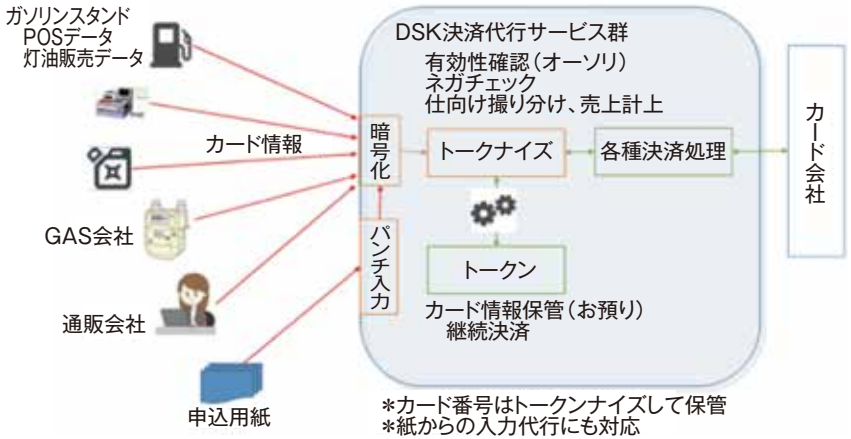 ガソリンスタンド
POSデータ
灯油販売データ
カード情報
GAS会社
通販会社
申込用紙
DSK決済代行サービス群
有効性確認(オーソリ)
ネガチェック
仕向け撮り分け、売上計上
暗号化
トークナイズ
各種決済処理
カード会社
パンチ入力
トークン
カード情報保管(お預り)
継続決済
*カード番号はトークンナイズして保管
*紙からの入力代行にも対応